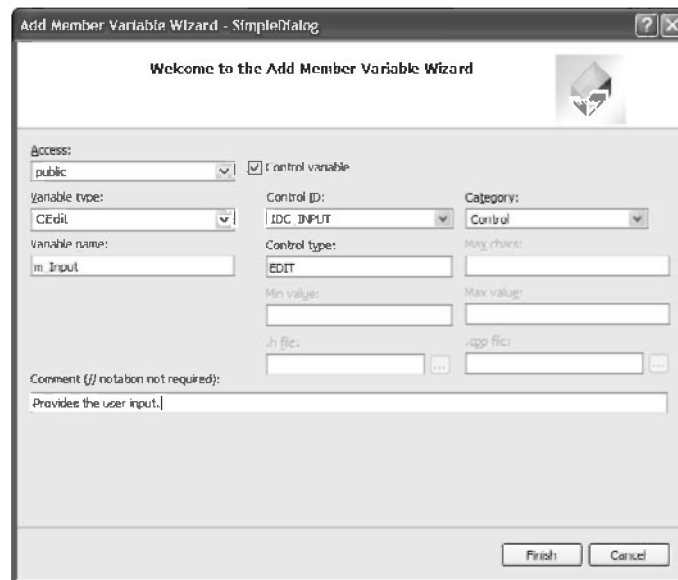 Add Member Variable Wizard - SimpleDialog
Welcome to the Add Member Variable Wizard
Access:
public
Control variable
Variable type:
Control ID:
Category:
CEdit
IDC_INPUT
Control
Variable name:
Control type:
Max chars:
m_Input
EDIT
Min value:
Max value:
.h file:
.cpp file:
...
...
Comment (// notation not required):
Provides the user input.
Finish
Cancel